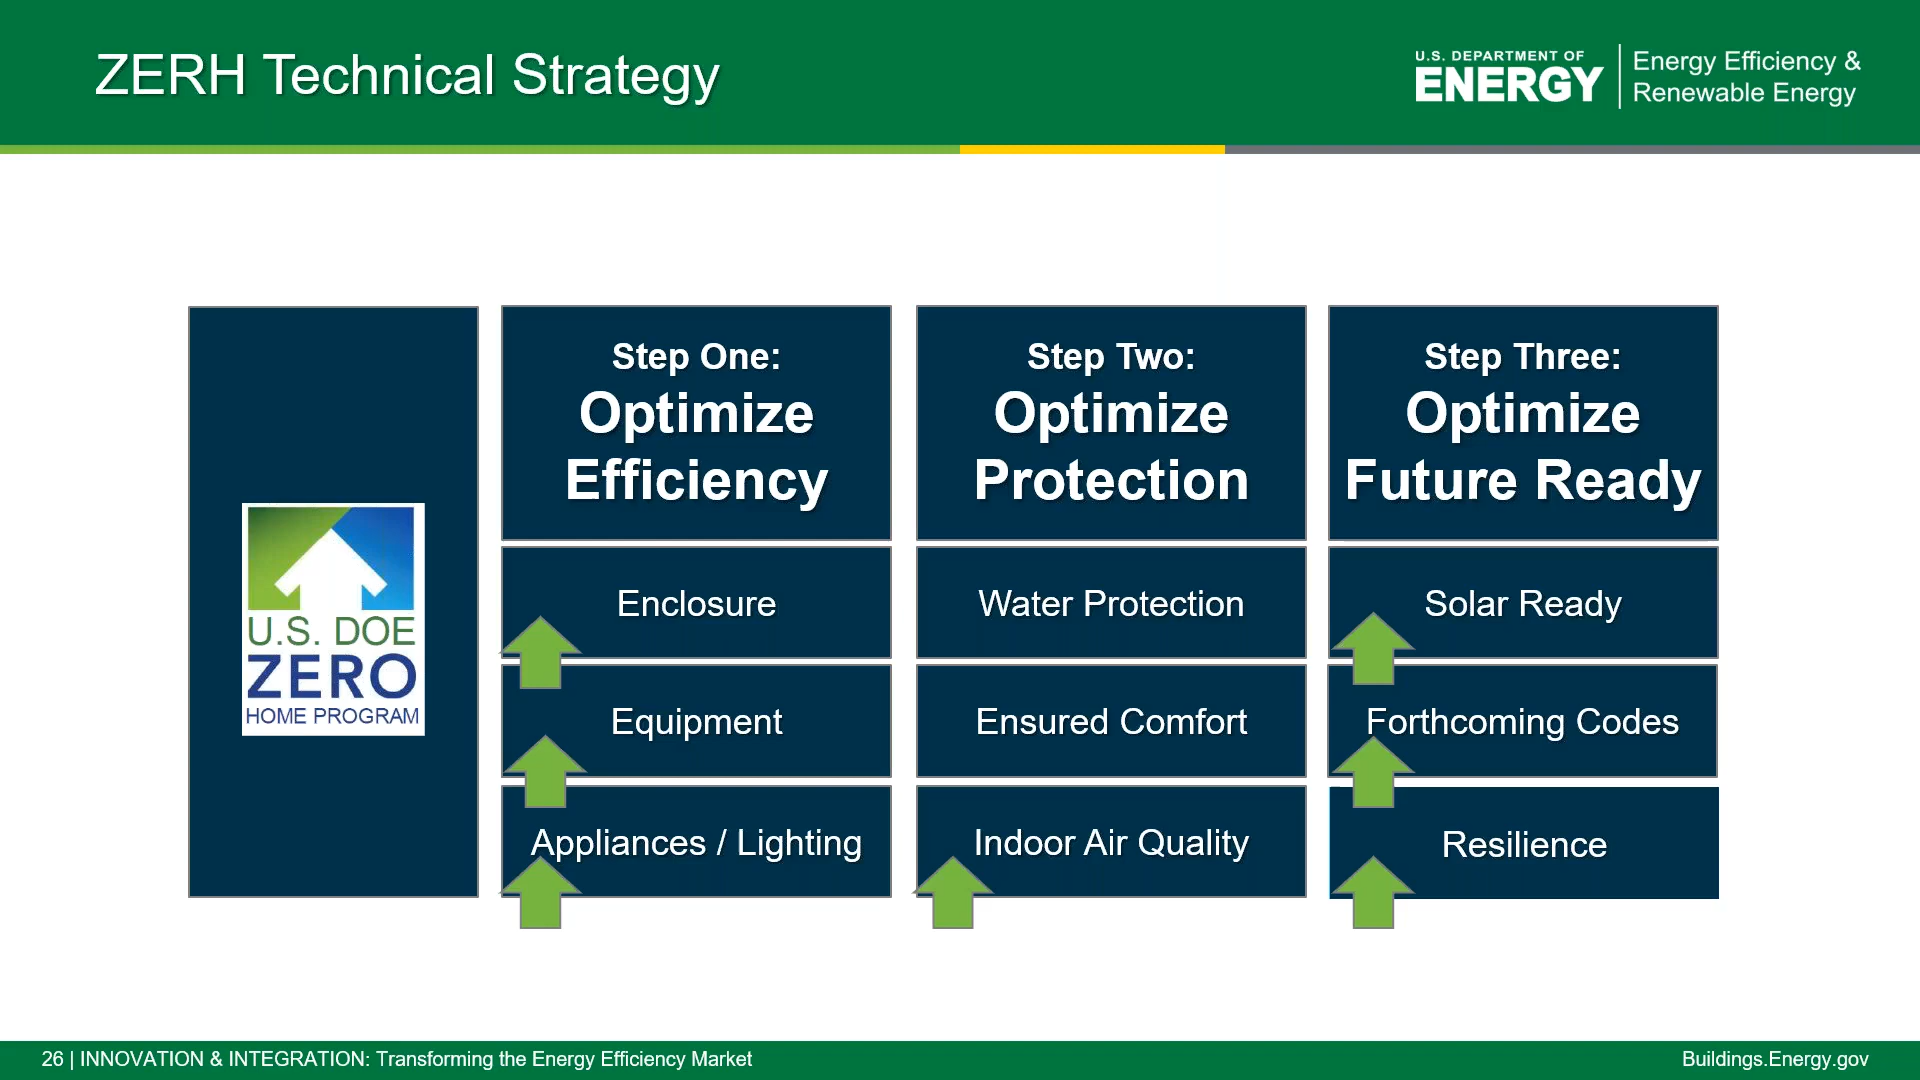 ZERH Technical Strategy
U.S. DEPARTMENT OF
ENERGY
Energy Efficiency &
Renewable Energy
U.S. DOE
ZERO
HOME PROGRAM
Step One:
Optimize
Efficiency
Enclosure
Equipment
Appliances / Lighting
Step Two:
Optimize
Protection
Water Protection
Ensured Comfort
Indoor Air Quality
Step Three:
Optimize
Future Ready
Solar Ready
Forthcoming Codes
Resilience
26 | INNOVATION & INTEGRATION: Transforming the Energy Efficiency Market
Buildings.Energy.gov